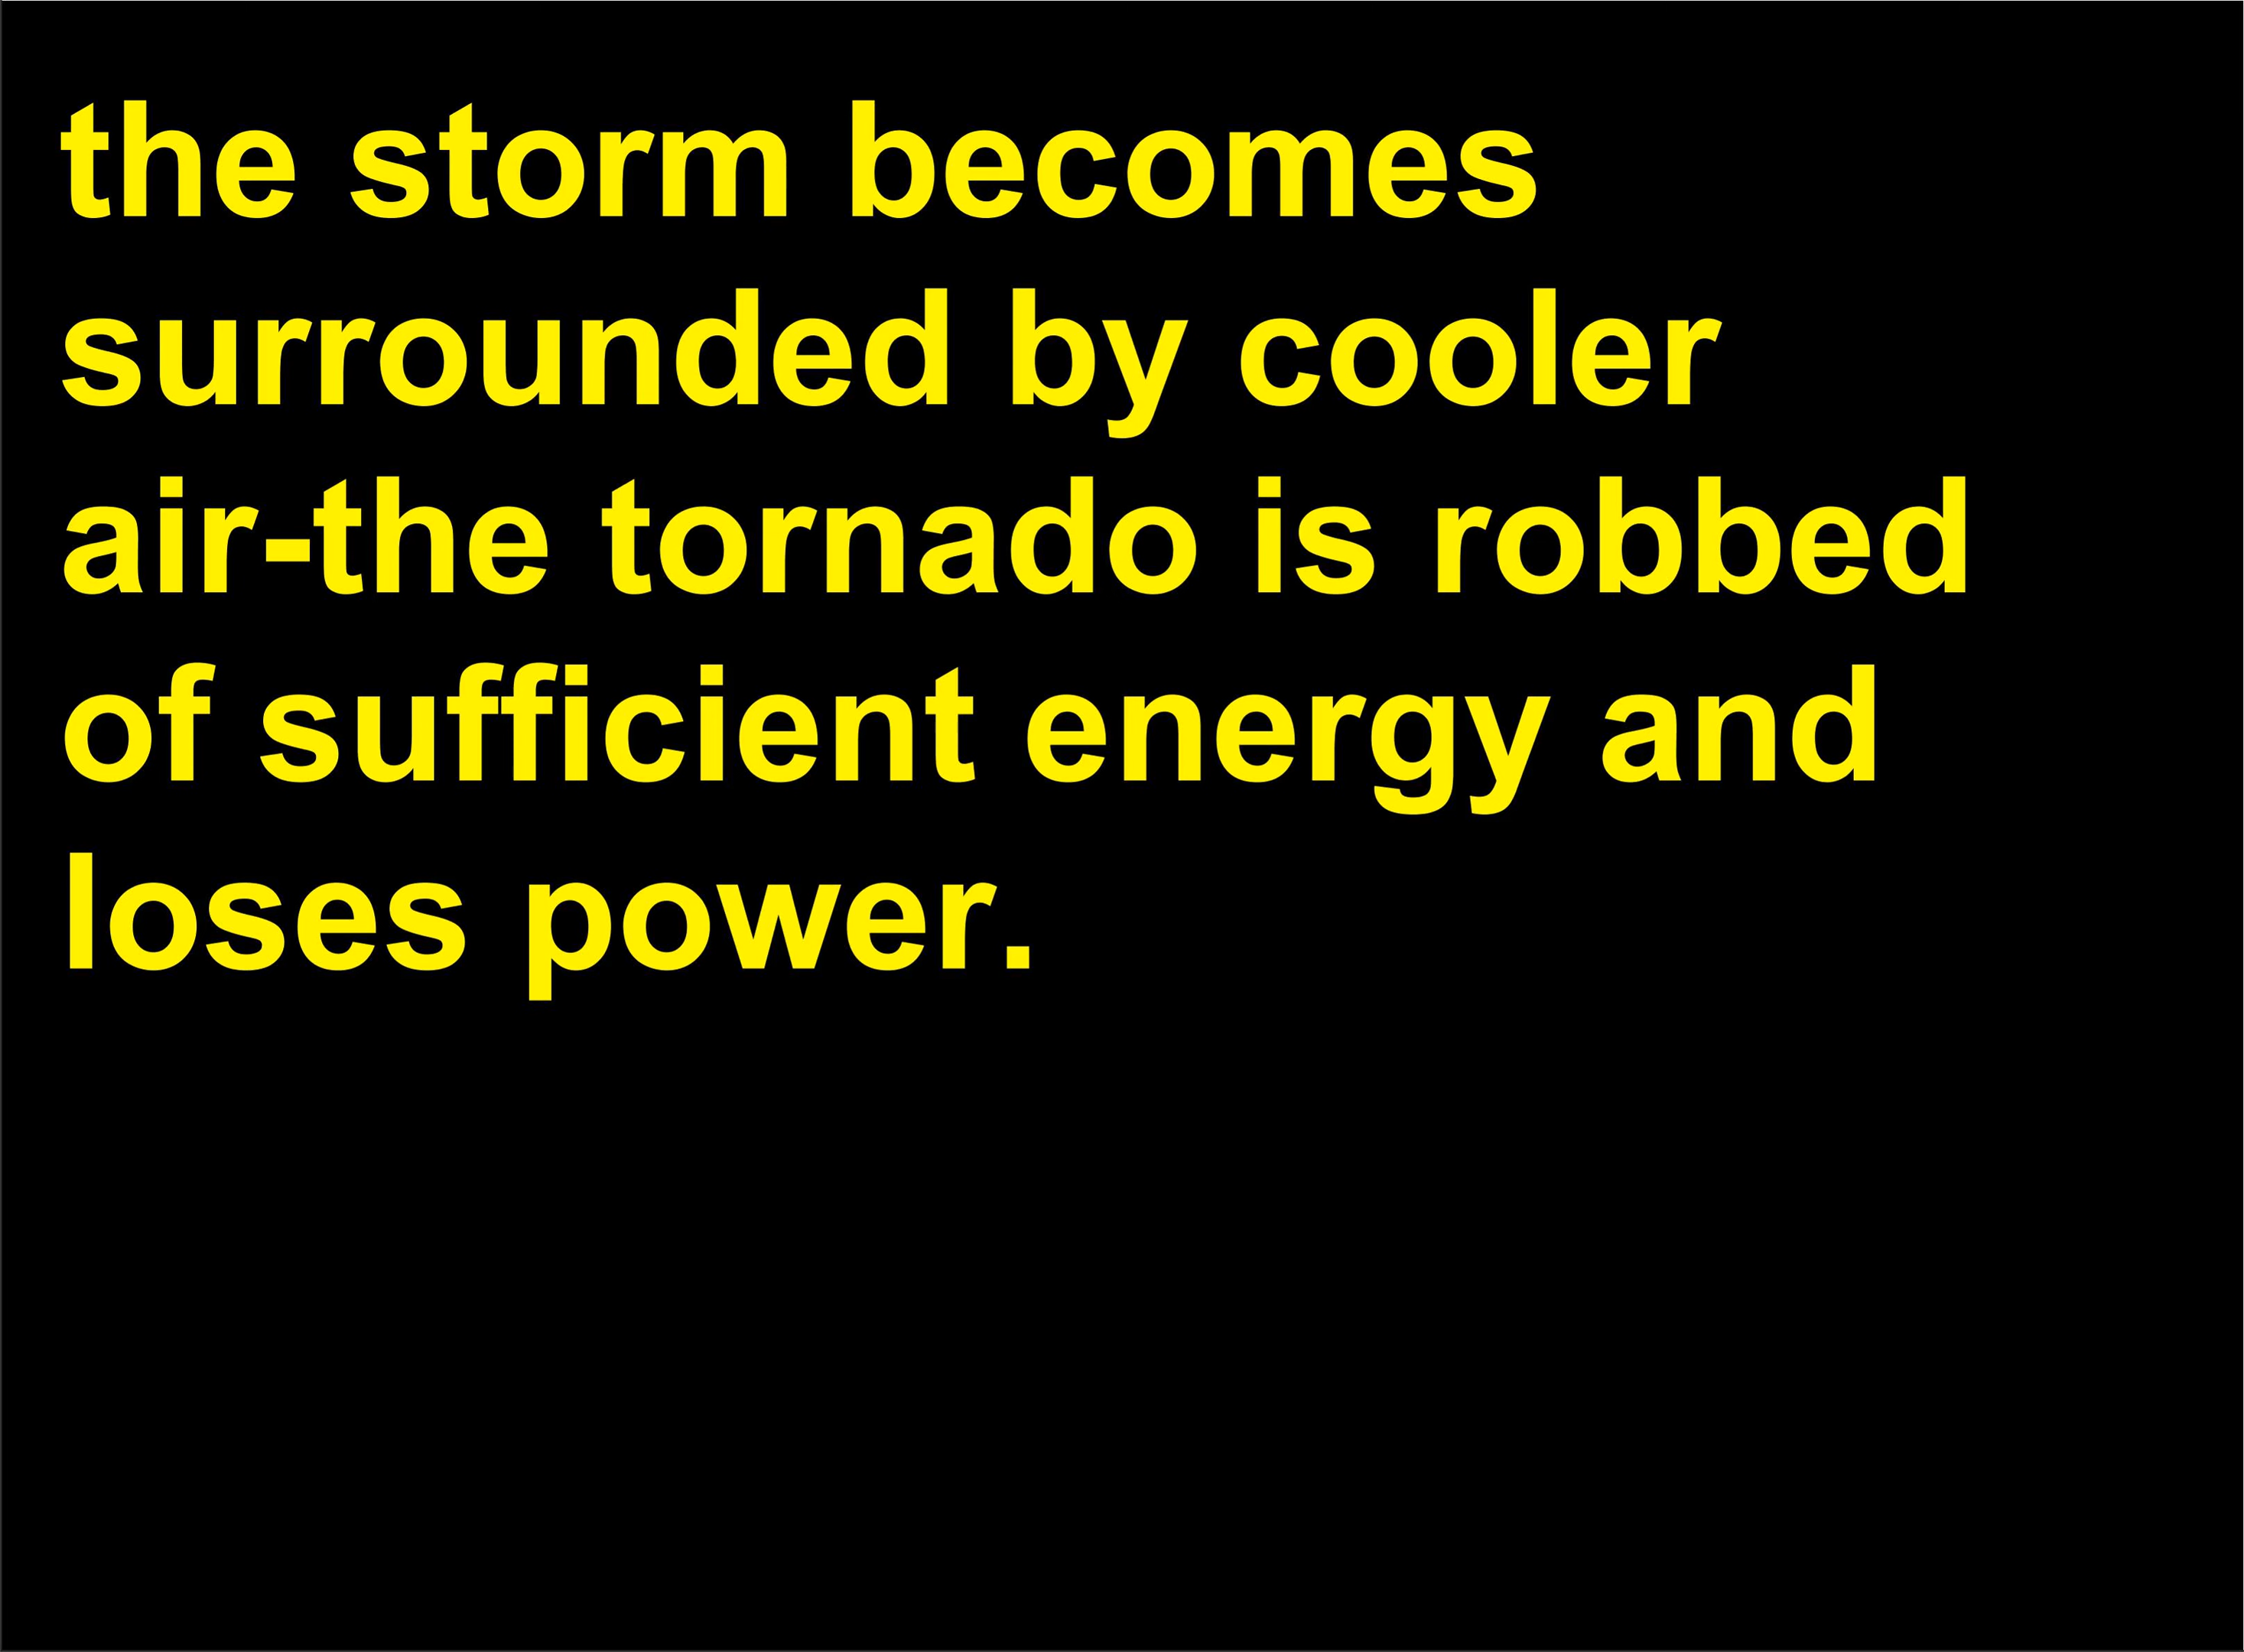 the storm becomes
surrounded by cooler
air-the tornado is robbed
of sufficient energy and
loses power.